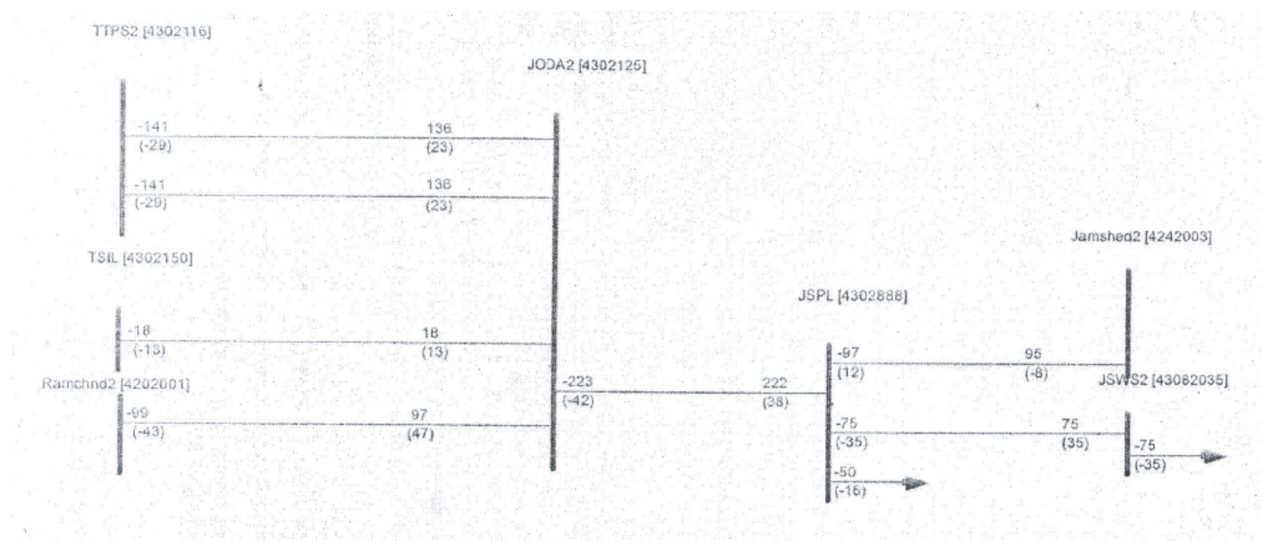 TTPS2 [4302116]
JODA2 [4302125]
-141 136
(-29) (23)
-141 136
(-29) (23)
TSIL [4302150]
Jamshed2 [4242003]
JSPL [4302888]
-18 18
(-13) (13)
-97 95
(12) (-8)
Ramchnd2 [4202001]
JSWS2 [43082035]
-223 222
(-42) (38)
-99 97
(-43) (47)
-75 75
(-35) (35)
-75
(-35)
-50
(-15)